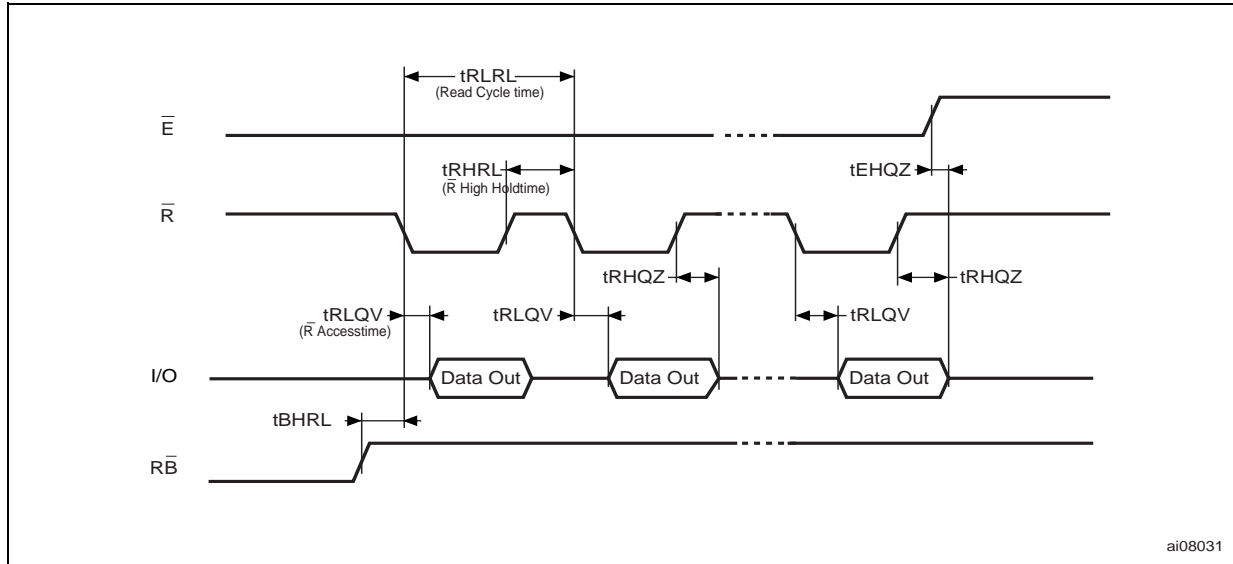 tRLRL
(Read Cycle time)
E̅
tRHRL
(R̅ High Holdtime)
tEHQZ
R̅
tRHQZ
tRHQZ
tRLQV
(R̅ Accesstime)
tRLQV
tRLQV
I/O
Data Out
Data Out
Data Out
tBHRL
RB̅
ai08031